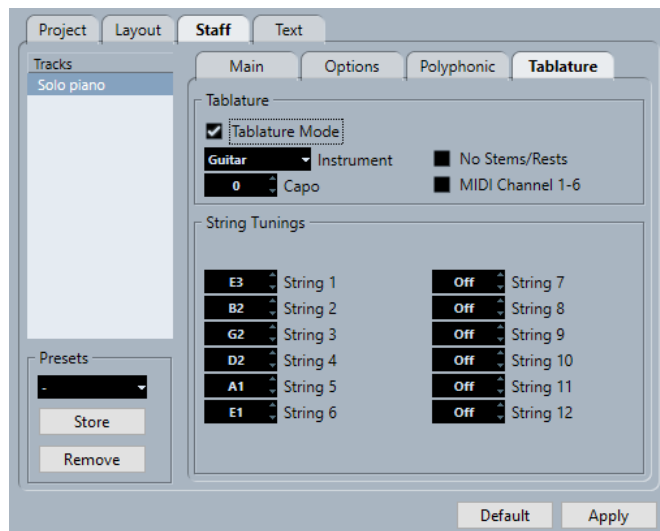 Project Layout Staff Text
Tracks
Solo piano
Main Options Polyphonic Tablature
Tablature
Tablature Mode
Guitar Instrument No Stems/Rests
0 Capo MIDI Channel 1-6
String Tunings
E3 String 1 Off String 7
B2 String 2 Off String 8
G2 String 3 Off String 9
D2 String 4 Off String 10
A1 String 5 Off String 11
E1 String 6 Off String 12
Presets
-
Store
Remove
Default Apply